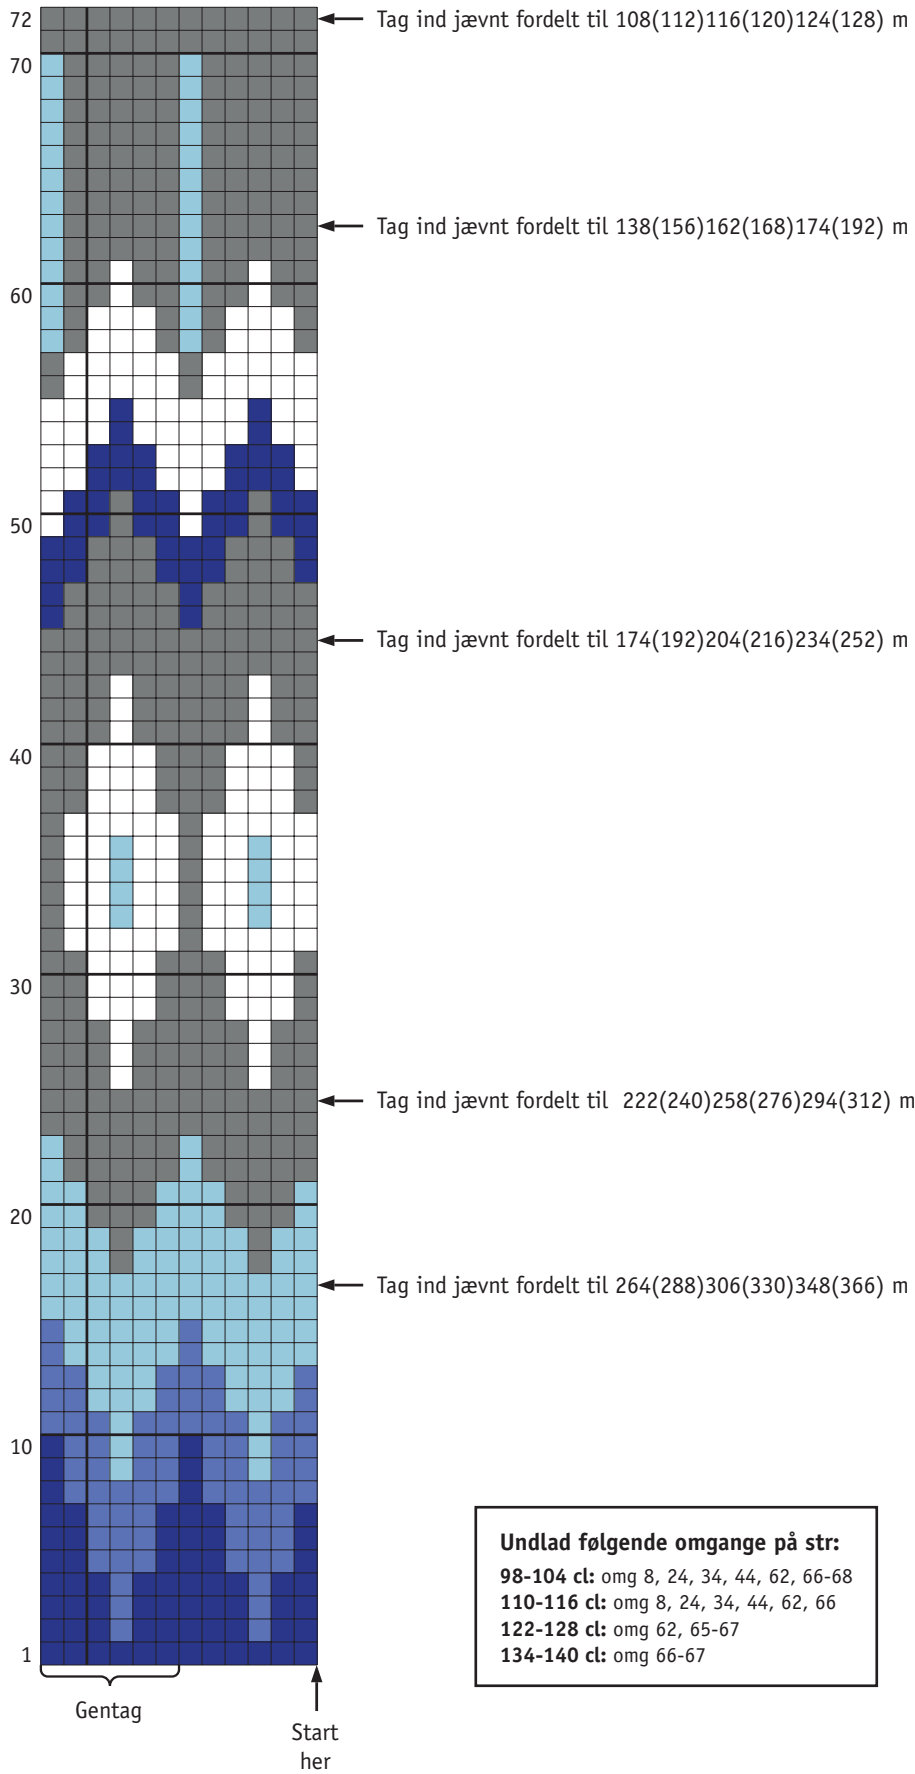 72
Tag ind jævnt fordelt til 108(112)116(120)124(128) m
70
Tag ind jævnt fordelt til 138(156)162(168)174(192) m
60
50
Tag ind jævnt fordelt til 174(192)204(216)234(252) m
40
30
Tag ind jævnt fordelt til 222(240)258(276)294(312) m
20
Tag ind jævnt fordelt til 264(288)306(330)348(366) m
10
1
Gentag
Start
her
Undlad følgende omgange på str:
98-104 cl: omg 8, 24, 34, 44, 62, 66-68
110-116 cl: omg 8, 24, 34, 44, 62, 66
122-128 cl: omg 62, 65-67
134-140 cl: omg 66-67